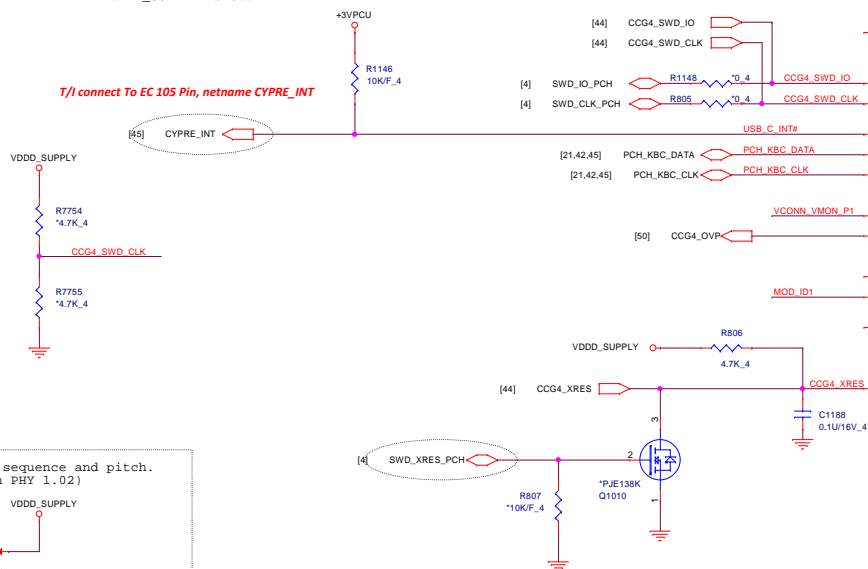 +3VPCU
R1146
10K/F_4
T/I connect To EC 105 Pin, netname CYPRE_INT
[45] CYPRE_INT
USB_C_INT#
[44] CCG4_SWD_IO
[44] CCG4_SWD_CLK
[4] SWD_IO_PCH R1148 *0_4 CCG4_SWD_IO
[4] SWD_CLK_PCH R805 *0_4 CCG4_SWD_CLK
[21,42,45] PCH_KBC_DATA PCH_KBC_DATA
[21,42,45] PCH_KBC_CLK PCH_KBC_CLK
VCONN_VMON_P1
[50] CCG4_OVP
MOD_ID1
VDDD_SUPPLY
R7754
*4.7K_4
CCG4_SWD_CLK
R7755
*4.7K_4
VDDD_SUPPLY
R806
4.7K_4
[44] CCG4_XRES
CCG4_XRES
C1188
0.1U/16V_4
3
2
1
*PJE138K
Q1010
[4] SWD_XRES_PCH
R807
*10K/F_4
sequence and pitch.
PHY 1.02)
VDDD_SUPPLY